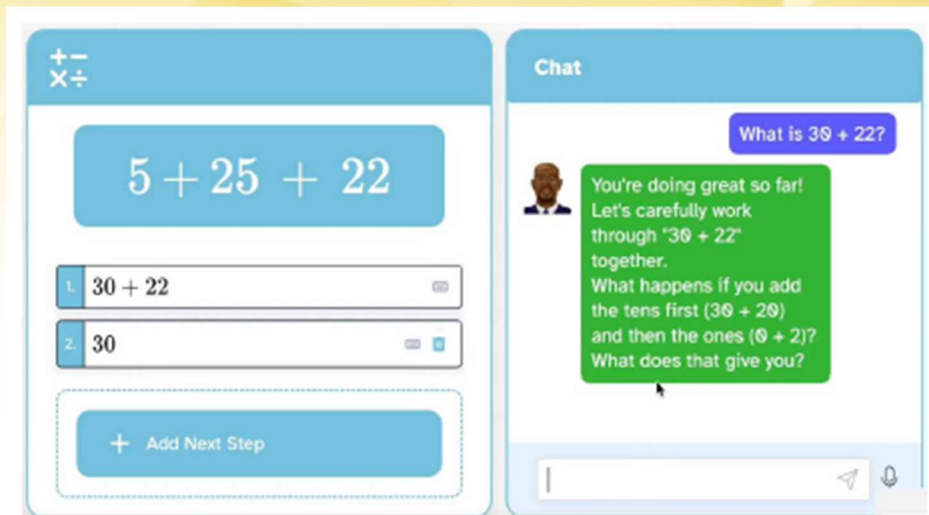 +−
×÷
5 + 25 + 22
1. 30 + 22
2. 30
+ Add Next Step
Chat
What is 30 + 22?
You're doing great so far!
Let's carefully work
through "30 + 22"
together.
What happens if you add
the tens first (30 + 20)
and then the ones (0 + 2)?
What does that give you?